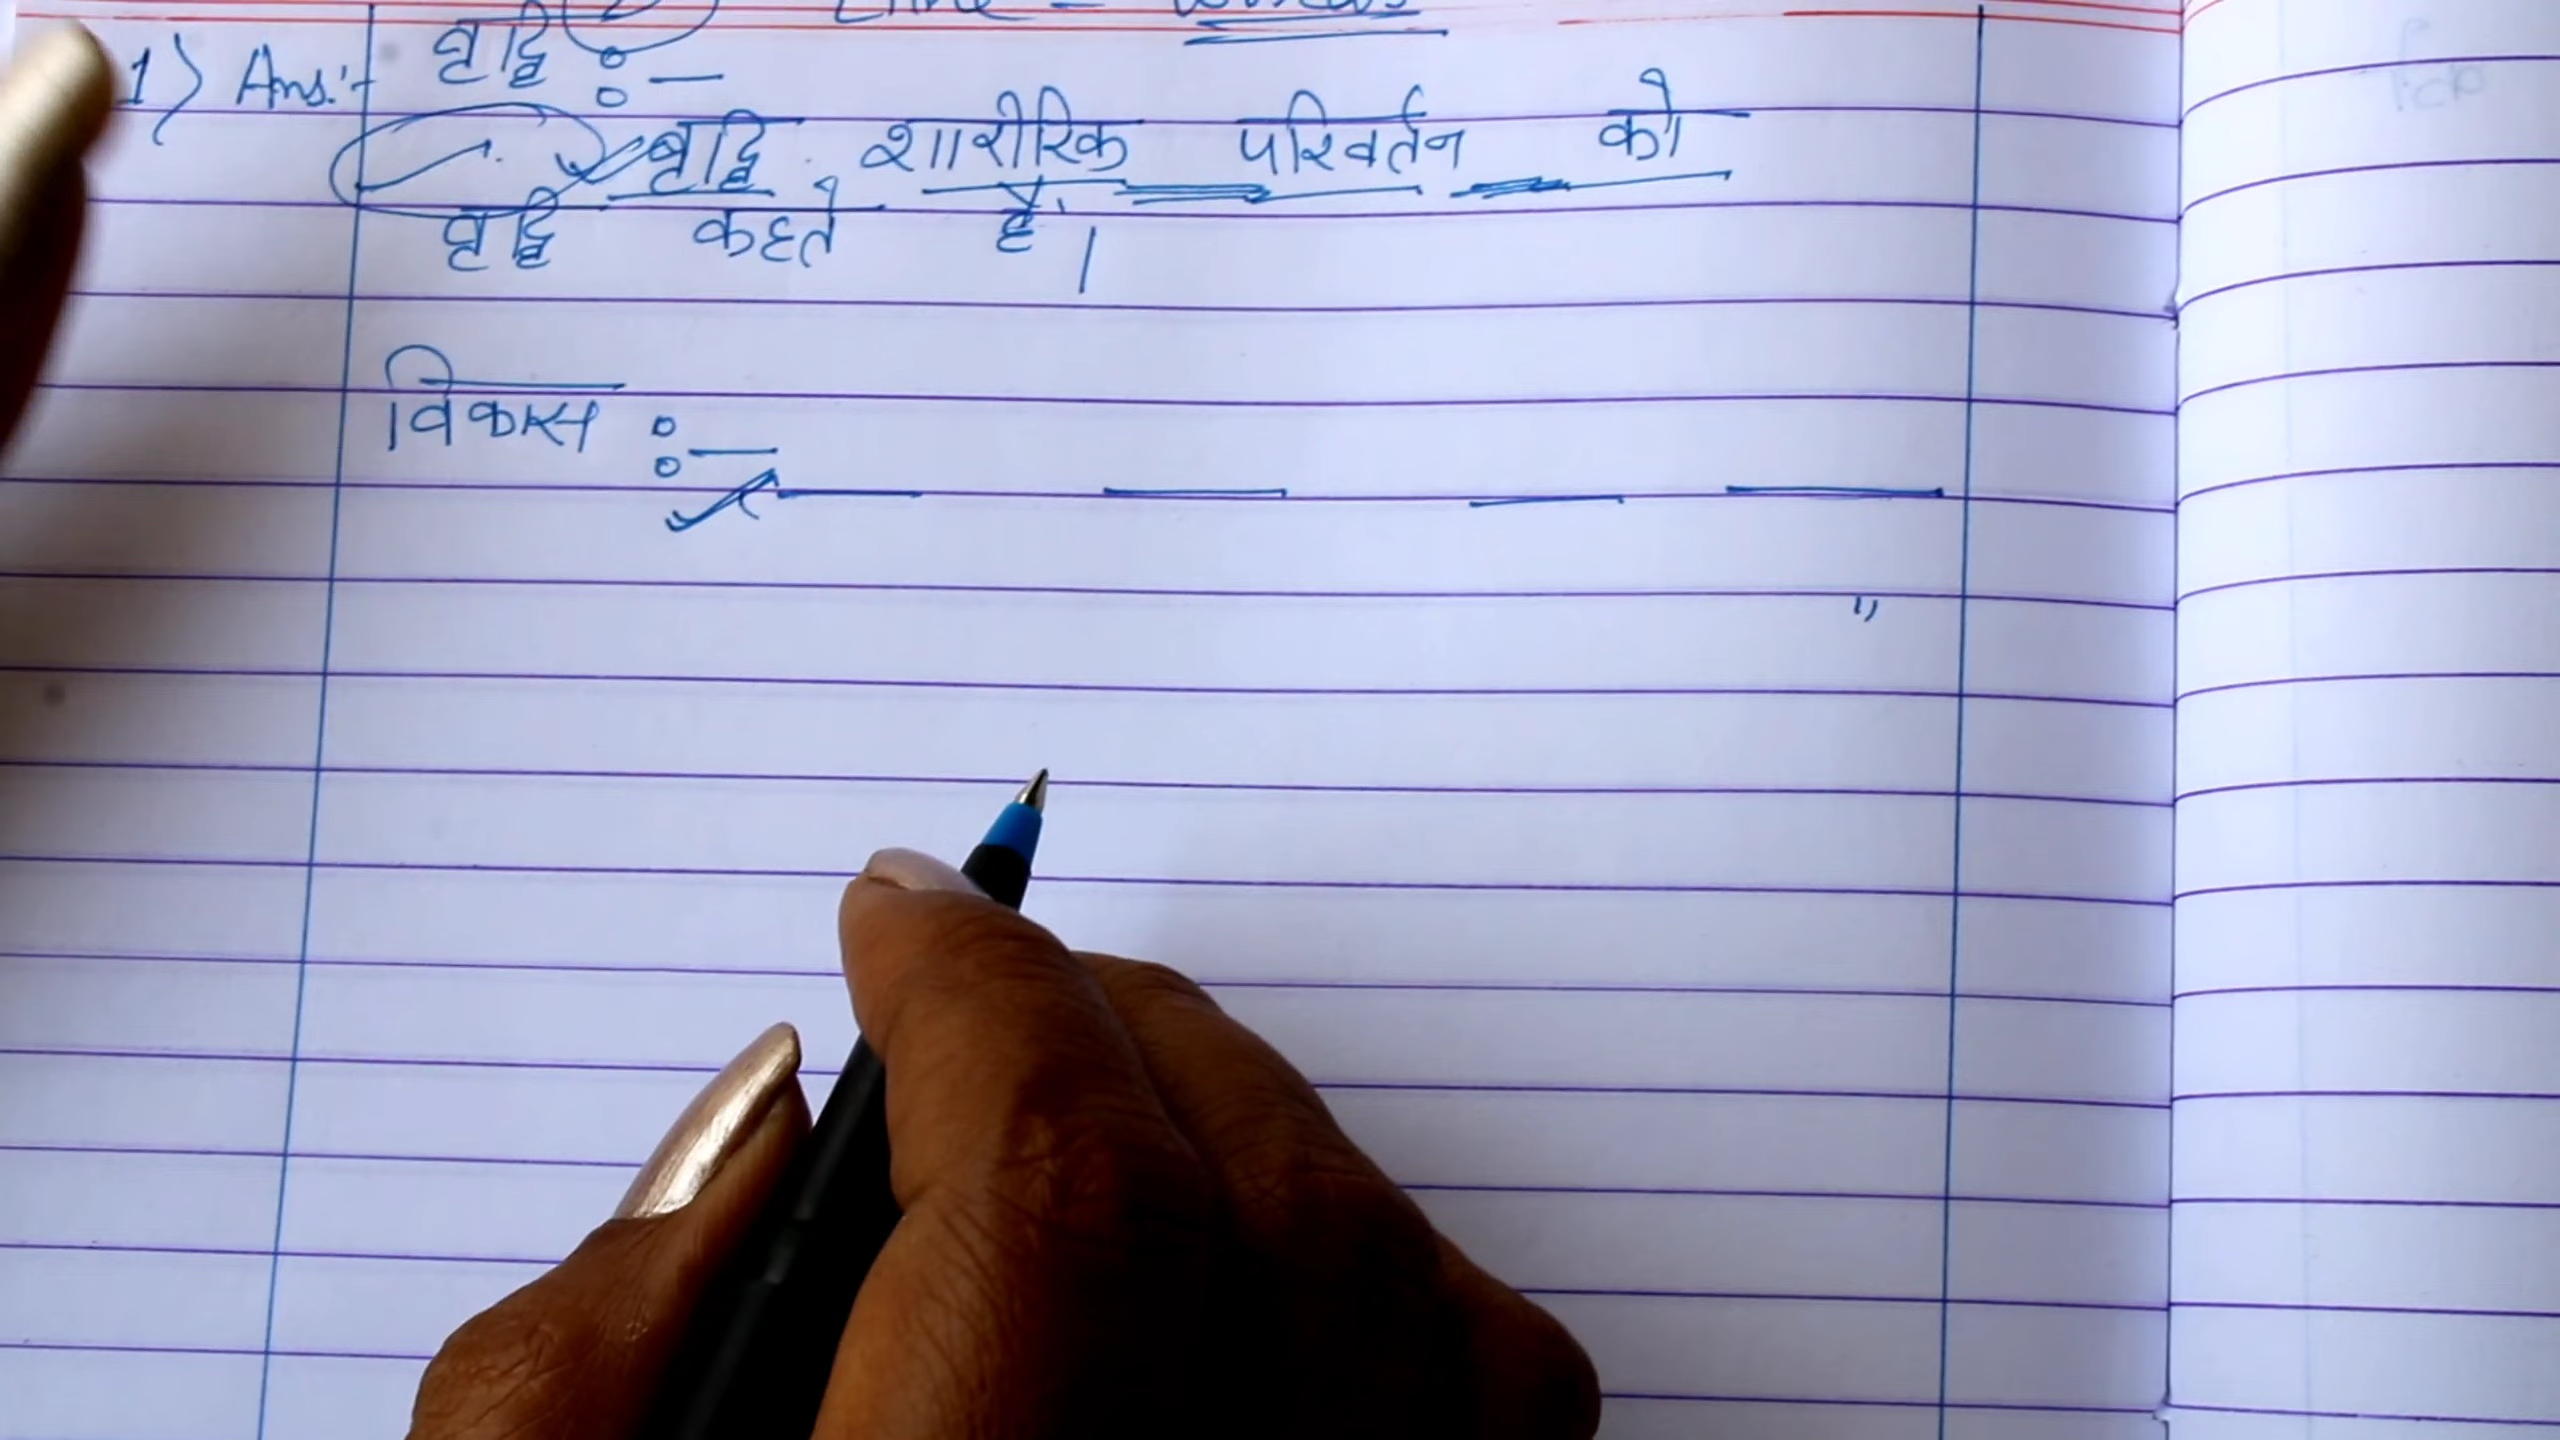 1) Ans:- वृद्धि :-
वृद्धि शारीरिक परिवर्तन को
वृद्धि कहते हैं।
विकास :-
"